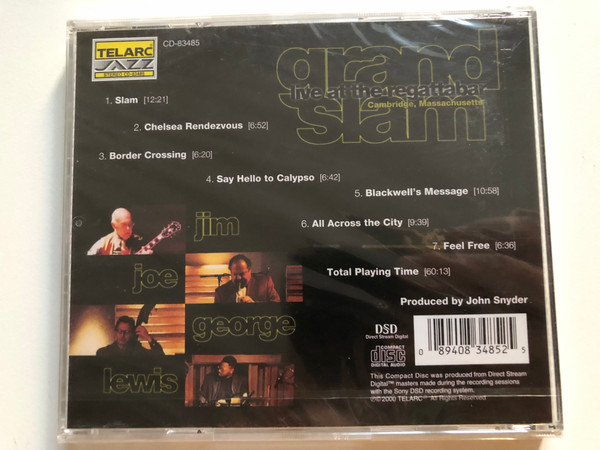 TELARC
JAZZ
STEREO CD-83485
CD-83485
grand
slam
live at the regattabar
Cambridge, Massachusetts
1. Slam [12:21]
2. Chelsea Rendezvous [6:52]
3. Border Crossing [6:20]
4. Say Hello to Calypso [6:42]
5. Blackwell's Message [10:58]
6. All Across the City [9:39]
7. Feel Free [6:36]
Total Playing Time [60:13]
jim
joe
george
lewis
Produced by John Snyder
DSD
Direct Stream Digital
COMPACT
disc
DIGITAL AUDIO
0 89408 34852 5
This Compact Disc was produced from Direct Stream
Digital™ masters made during the recording sessions
with the Sony DSD recording system.
℗© 2000 TELARC® All Rights Reserved